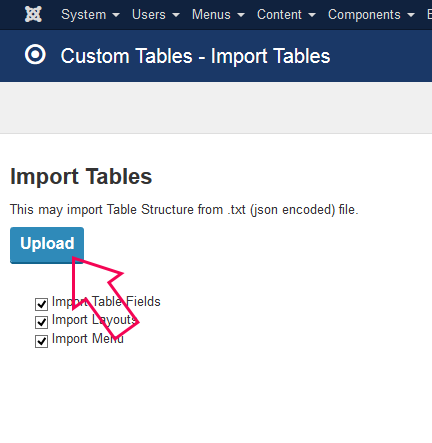 System Users Menus Content Components E
Custom Tables - Import Tables
Import Tables
This may import Table Structure from .txt (json encoded) file.
Upload
Import Table Fields
Import Layouts
Import Menu